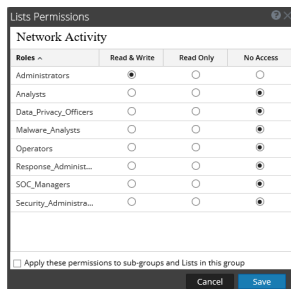 Lists Permissions
Network Activity
Roles Read & Write Read Only No Access
Administrators
Analysts
Data_Privacy_Officers
Malware_Analysts
Operators
Response_Administ...
SOC_Managers
Security_Administra...
Apply these permissions to sub-groups and Lists in this group
Cancel Save